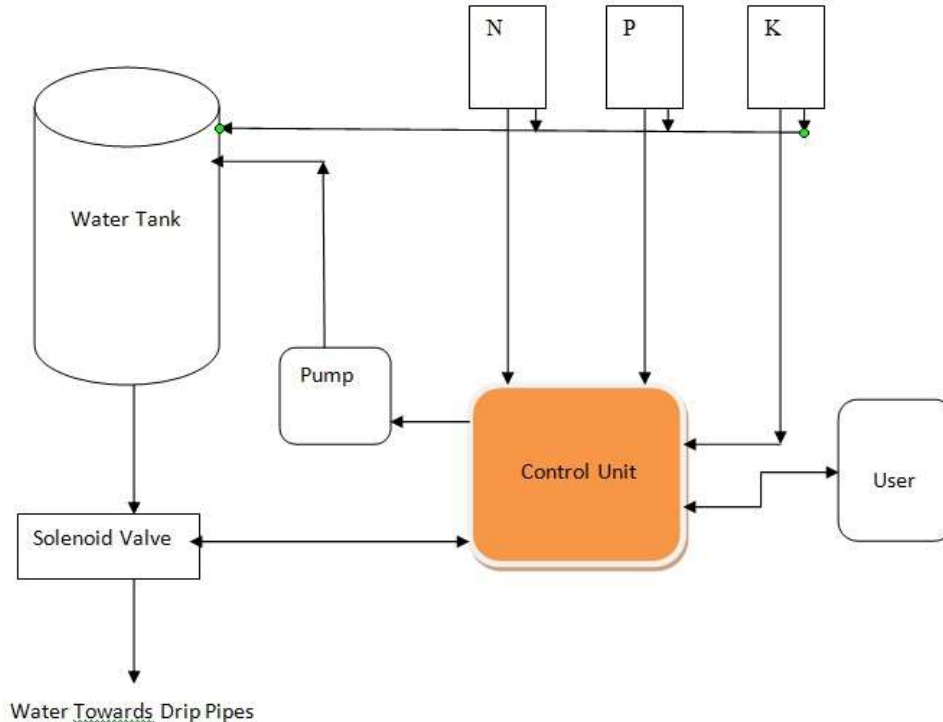 N
P
K
Water Tank
Pump
Control Unit
User
Solenoid Valve
Water Towards Drip Pipes